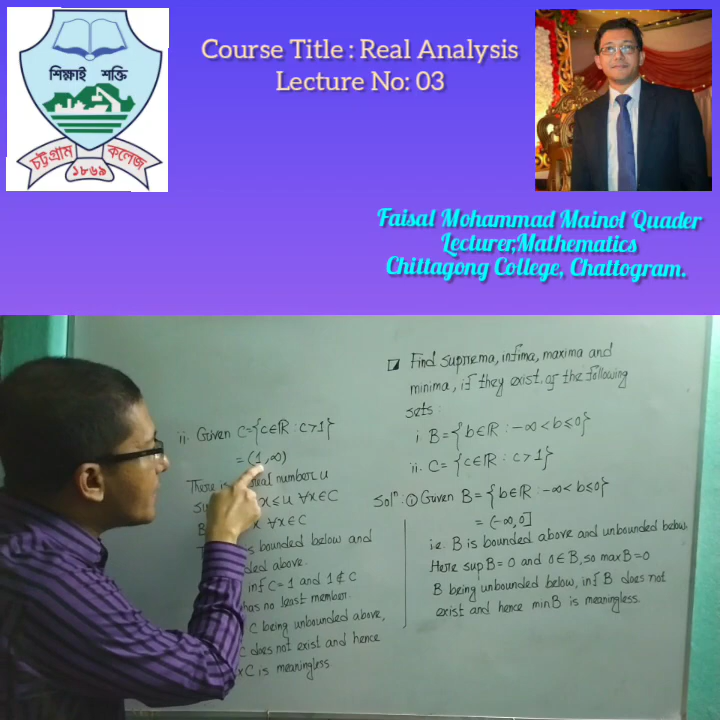 শিক্ষাই শক্তি
চট্টগ্রাম কলেজ
১৮৬৯
Course Title : Real Analysis
Lecture No: 03
Faisal Mohammad Mainol Quader
Lecturer,Mathematics
Chittagong College, Chattogram.
Find suprema, infima, maxima and
minima, if they exist, of the following
sets:
i. B={b∈ℝ : -∞<b≤0}
ii. C= {c∈ℝ : c>1}
Solⁿ: ① Given B = {b∈ℝ : -∞<b≤0}
= (-∞,0]
i.e. B is bounded above and unbounded below.
Here sup B=0 and 0∈B, so max B=0
B being unbounded below, inf B does not
exist and hence min B is meaningless.
ii. Given C={c∈ℝ : c>1}
= (1,∞)
There is real number u
x≤u ∀x∈C
B x ∀x∈C
is bounded below and
above.
inf C=1 and 1∉C
has no least member.
C being unbounded above,
does not exist and hence
C is meaningless